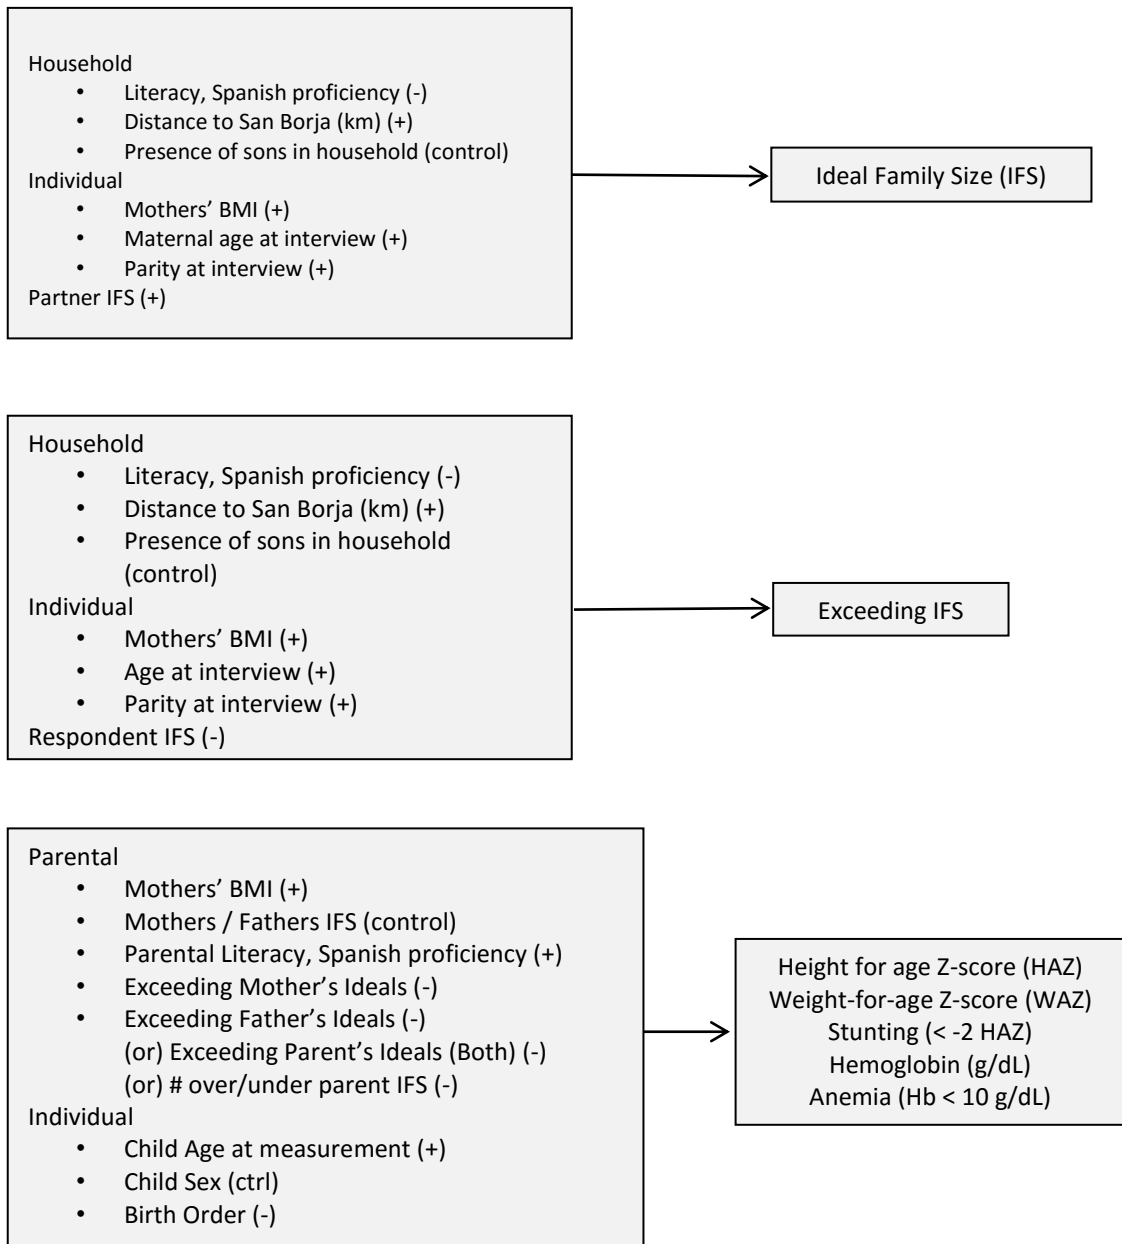 Household
• Literacy, Spanish proficiency (-)
• Distance to San Borja (km) (+)
• Presence of sons in household (control)
Individual
• Mothers’ BMI (+)
• Maternal age at interview (+)
• Parity at interview (+)
Partner IFS (+)
Ideal Family Size (IFS)
Household
• Literacy, Spanish proficiency (-)
• Distance to San Borja (km) (+)
• Presence of sons in household
(control)
Individual
• Mothers’ BMI (+)
• Age at interview (+)
• Parity at interview (+)
Respondent IFS (-)
Exceeding IFS
Parental
• Mothers’ BMI (+)
• Mothers / Fathers IFS (control)
• Parental Literacy, Spanish proficiency (+)
• Exceeding Mother’s Ideals (-)
• Exceeding Father’s Ideals (-)
(or) Exceeding Parent’s Ideals (Both) (-)
(or) # over/under parent IFS (-)
Individual
• Child Age at measurement (+)
• Child Sex (ctrl)
• Birth Order (-)
Height for age Z-score (HAZ)
Weight-for-age Z-score (WAZ)
Stunting (< -2 HAZ)
Hemoglobin (g/dL)
Anemia (Hb < 10 g/dL)